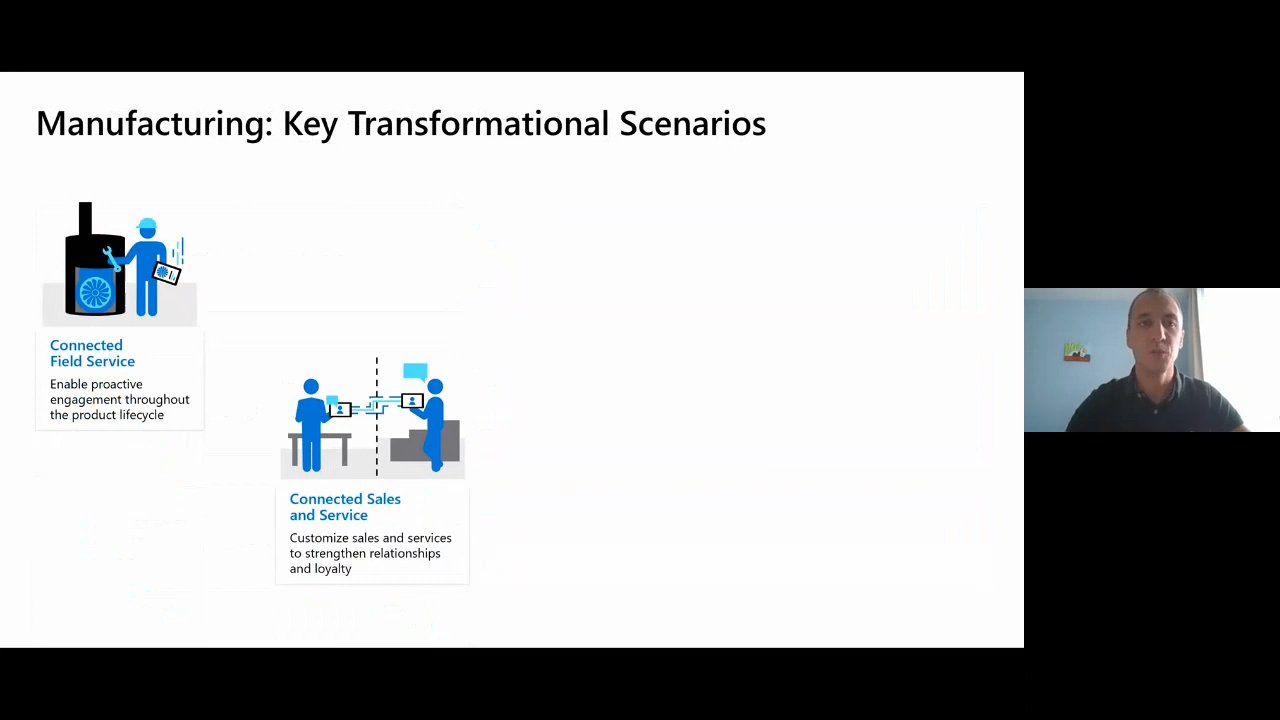 Manufacturing: Key Transformational Scenarios
Connected
Field Service
Enable proactive
engagement throughout
the product lifecycle
Connected Sales
and Service
Customize sales and services
to strengthen relationships
and loyalty